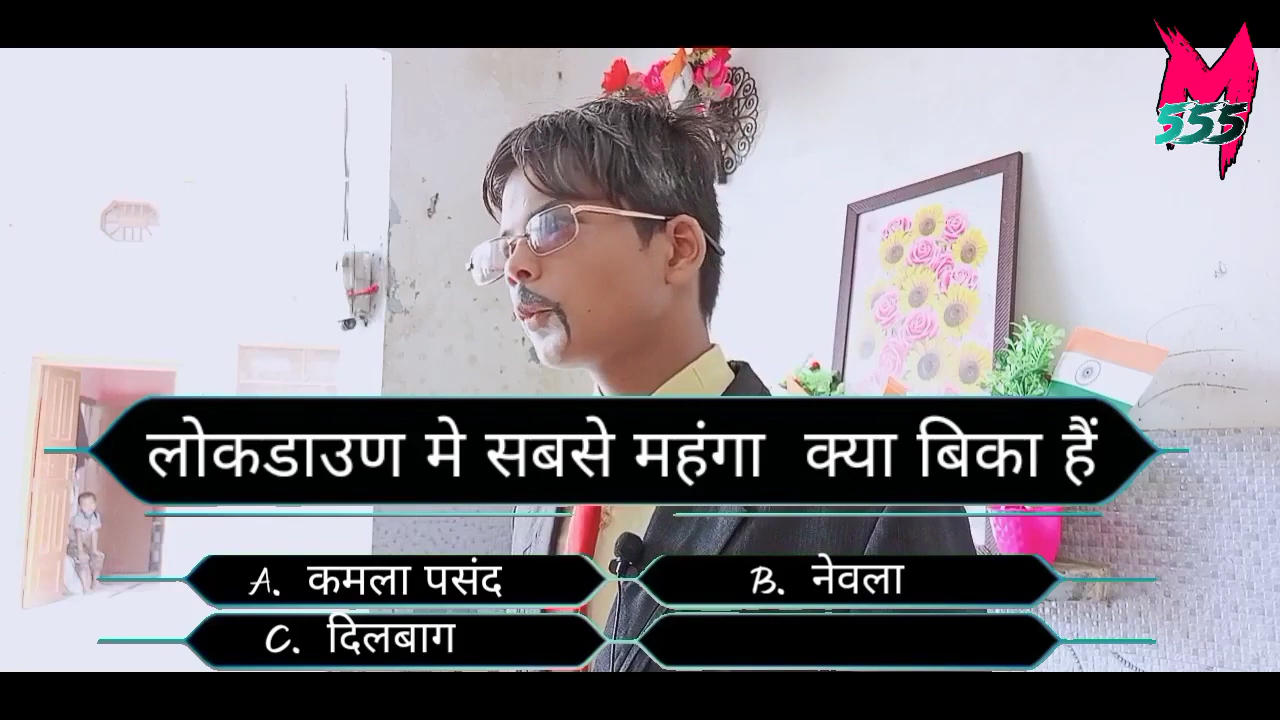 M
555
लोकडाउण मे सबसे महंगा क्या बिका हैं
A. कमला पसंद
B. नेवला
C. दिलबाग